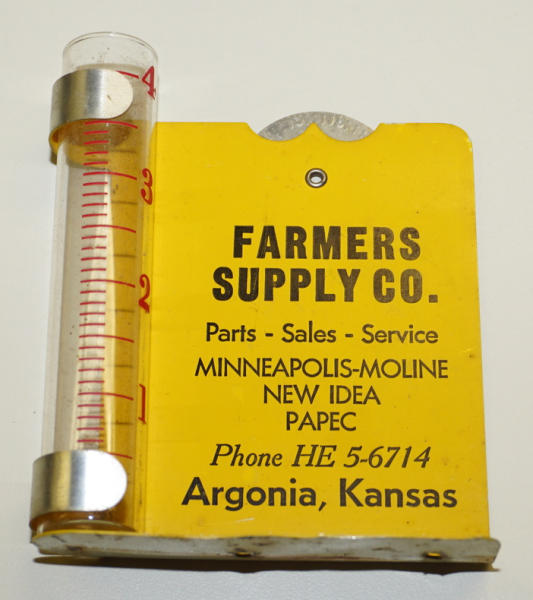 4
3
2
1
FARMERS
SUPPLY CO.
Parts - Sales - Service
MINNEAPOLIS-MOLINE
NEW IDEA
PAPEC
Phone HE 5-6714
Argonia, Kansas